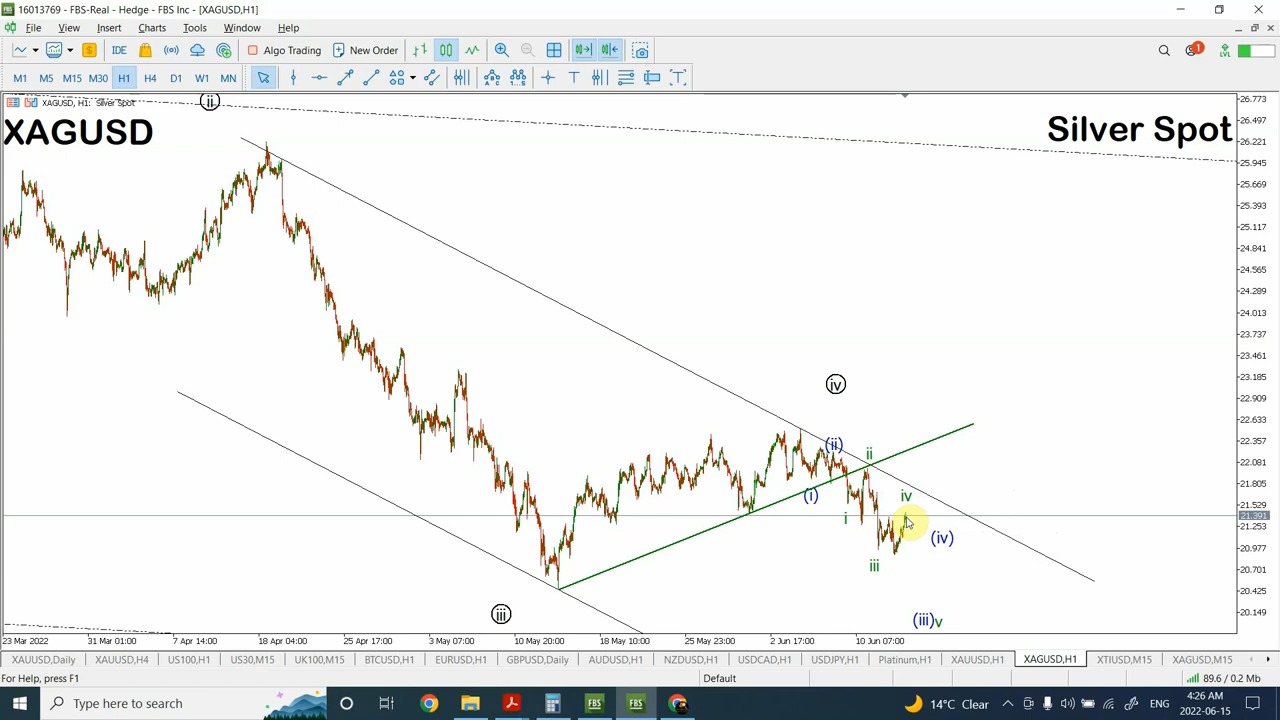 16013769 - FBS-Real - Hedge - FBS Inc - [XAGUSD,H1]
File View Insert Charts Tools Window Help
IDE Algo Trading New Order 1 LVL
M1 M5 M15 M30 H1 H4 D1 W1 MN
XAGUSD, H1: Silver Spot
ii
XAGUSD
Silver Spot
26.773
26.497
26.221
25.945
25.669
25.393
25.117
24.841
24.565
24.289
24.013
23.737
23.461
23.185
22.909
22.633
22.357
22.081
21.805
21.529
21.391
21.253
20.977
20.701
20.425
20.149
iv
(ii)
ii
(i)
iv
i
(iv)
iii
iii
(iii)
v
23 Mar 2022 31 Mar 01:00 7 Apr 14:00 18 Apr 04:00 25 Apr 17:00 3 May 07:00 10 May 20:00 18 May 10:00 25 May 23:00 2 Jun 17:00 10 Jun 07:00
XAUUSD,Daily XAUUSD,H4 US100,H1 US30,M15 UK100,M15 BTCUSD,H1 EURUSD,H1 GBPUSD,Daily AUDUSD,H1 NZDUSD,H1 USDCAD,H1 USDJPY,H1 Platinum,H1 XAUUSD,H1 XAGUSD,H1 XTIUSD,M15 XAGUSD,M15
For Help, press F1 Default 89.6 / 0.2 Mb
Type here to search FBS FBS 14°C Clear ENG 4:26 AM
2022-06-15